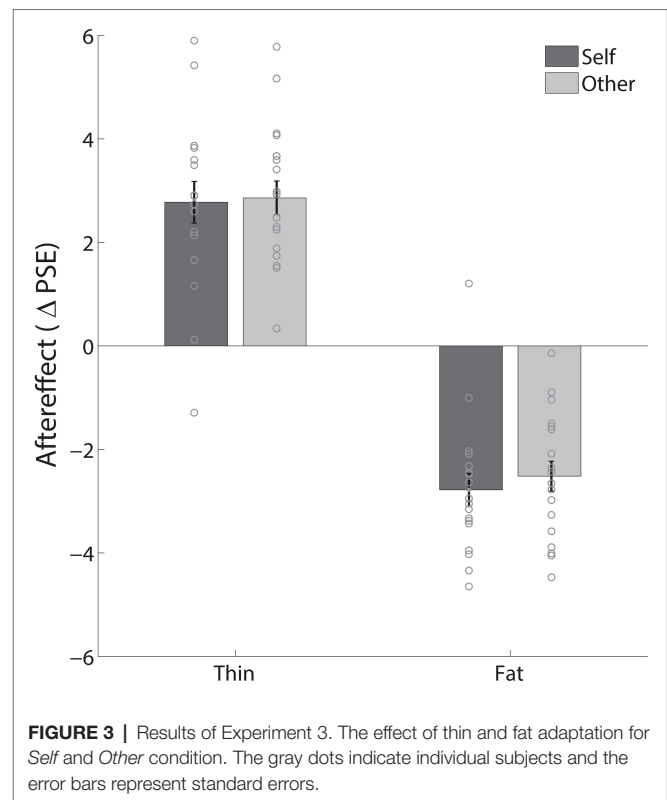 6
Self
Other
4
2
0
−2
−4
−6
Aftereffect ( Δ PSE)
Thin
Fat
FIGURE 3 | Results of Experiment 3. The effect of thin and fat adaptation for
Self and Other condition. The gray dots indicate individual subjects and the
error bars represent standard errors.